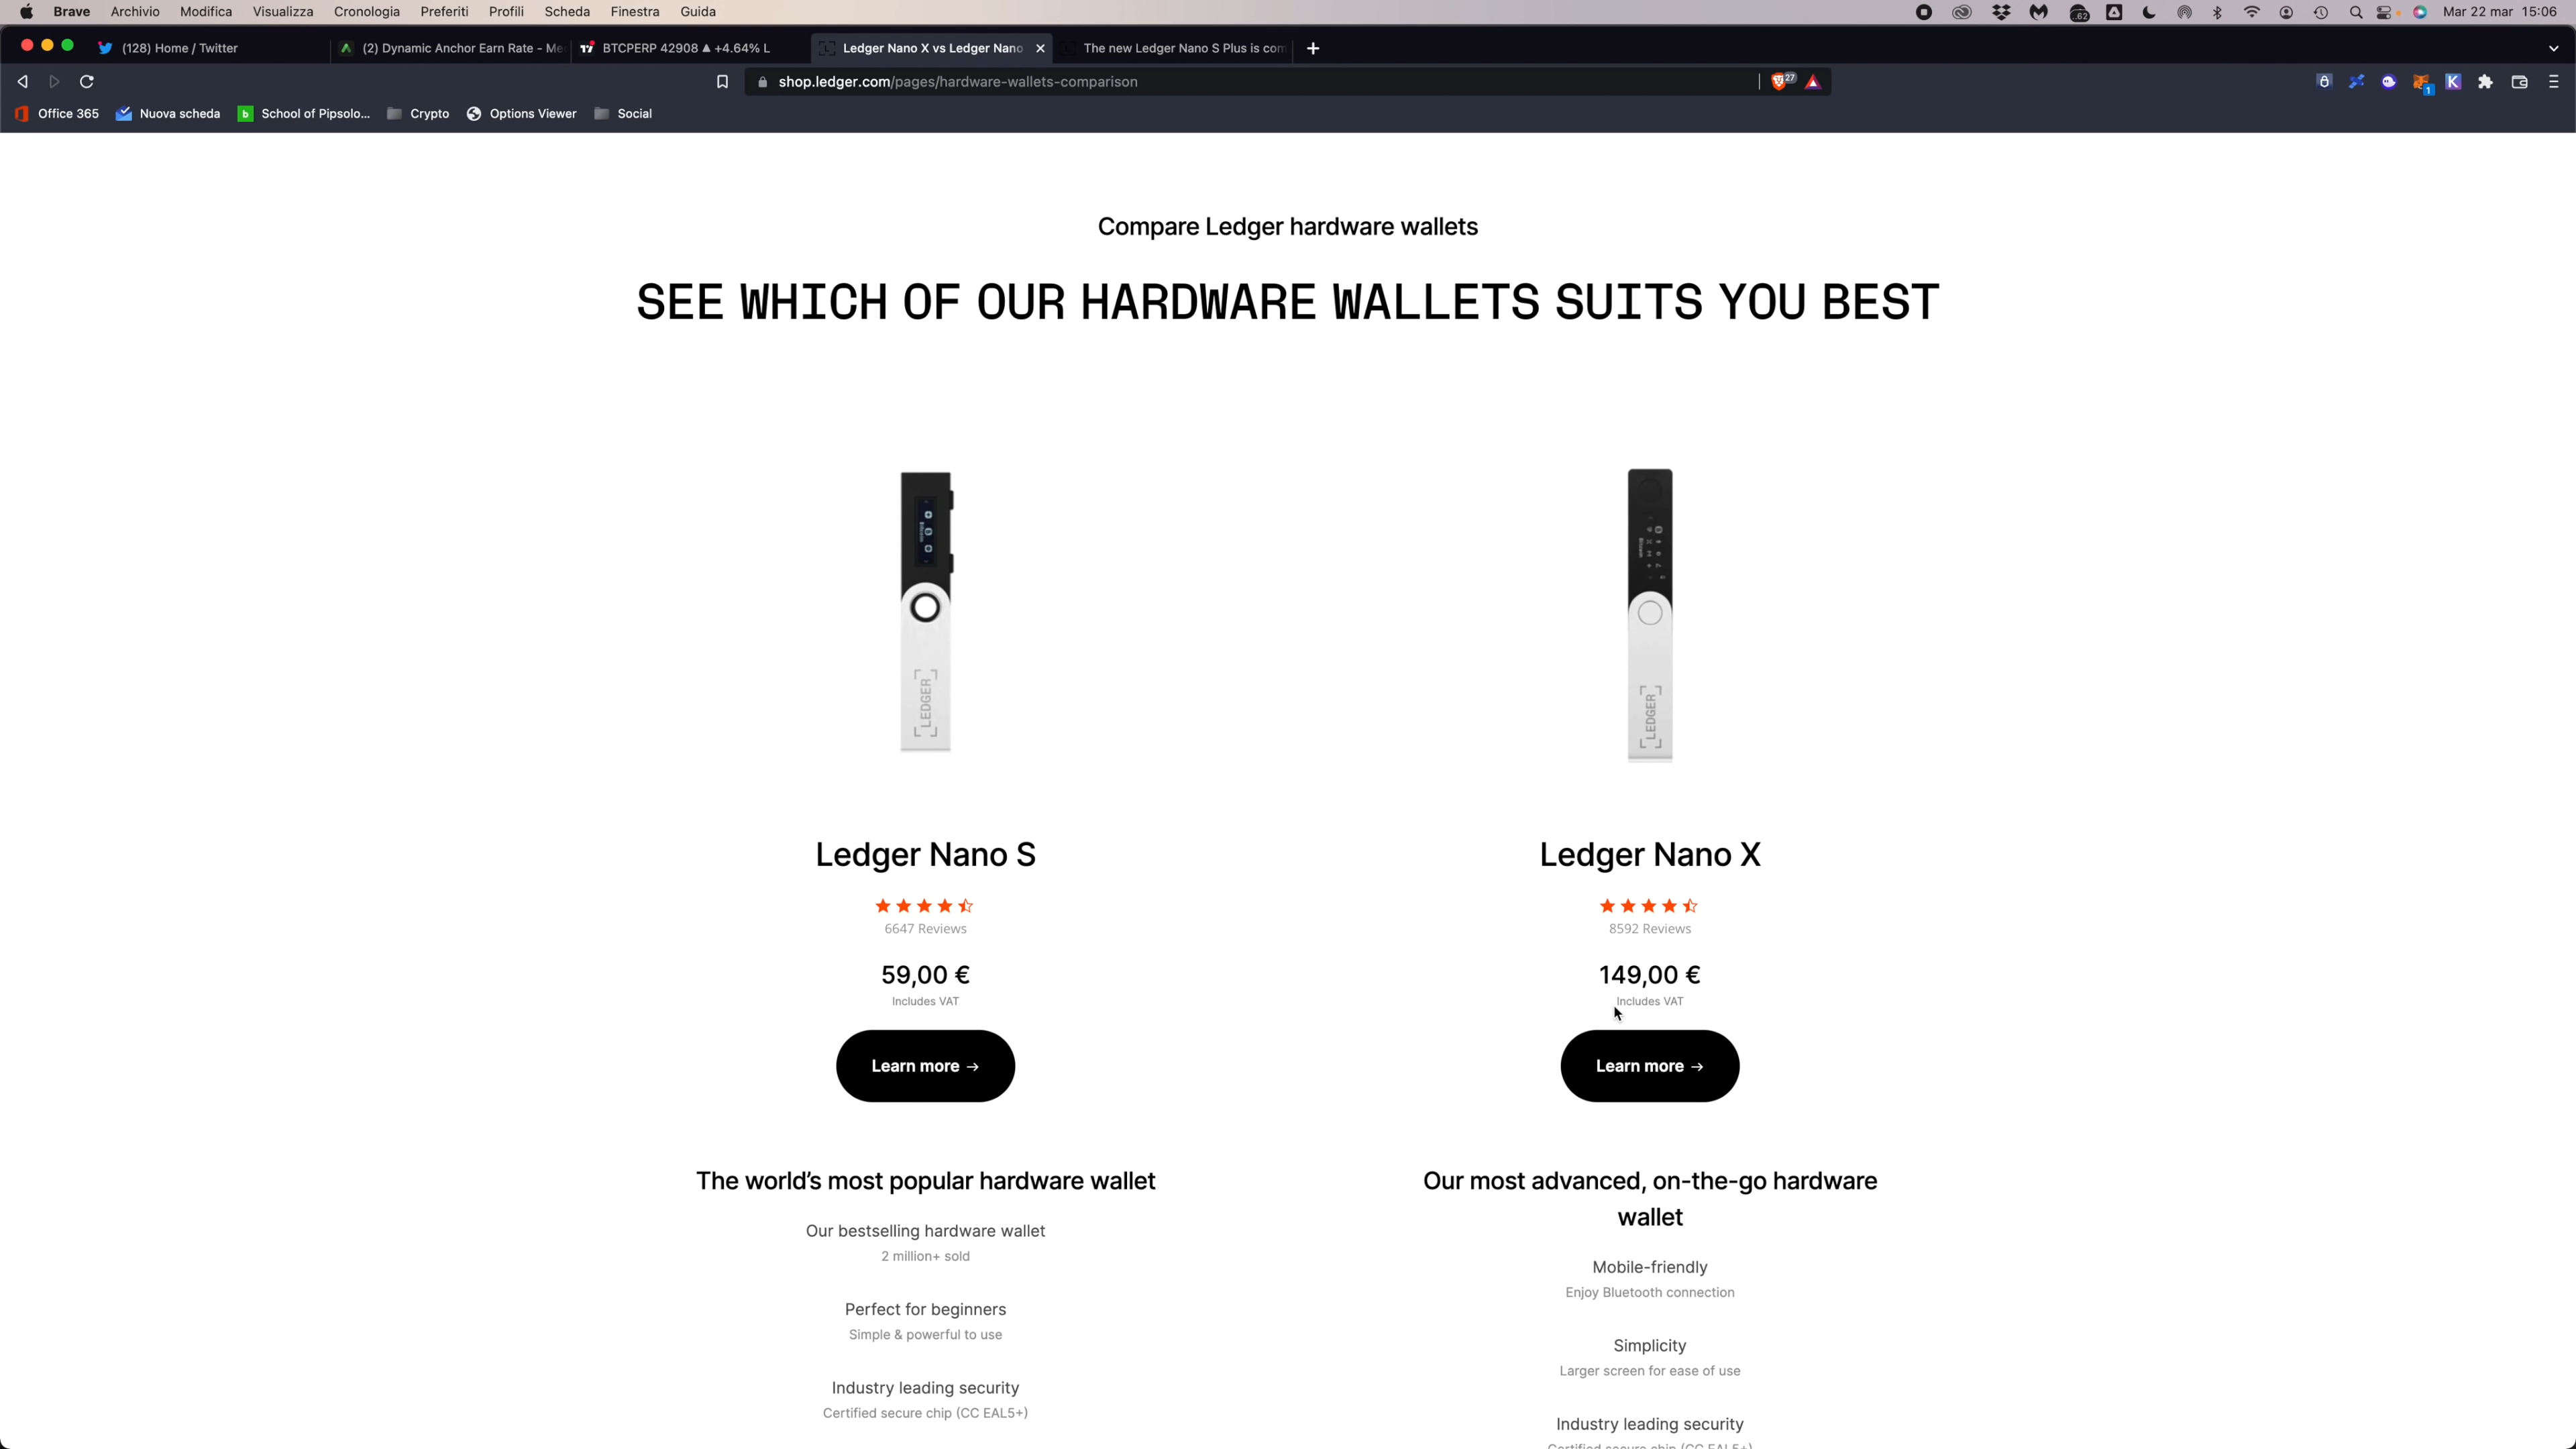 Brave Archivio Modifica Visualizza Cronologia Preferiti Profili Scheda Finestra Guida Mar 22 mar 15:06
(128) Home / Twitter (2) Dynamic Anchor Earn Rate - Me BTCPERP 42908 ▲ +4.64% L Ledger Nano X vs Ledger Nano The new Ledger Nano S Plus is com
shop.ledger.com/pages/hardware-wallets-comparison 27 1
Office 365 Nuova scheda School of Pipsolo... Crypto Options Viewer Social
Compare Ledger hardware wallets
SEE WHICH OF OUR HARDWARE WALLETS SUITS YOU BEST
LEDGER LEDGER
Ledger Nano S
6647 Reviews
59,00 €
Includes VAT
Learn more →
The world's most popular hardware wallet
Our bestselling hardware wallet
2 million+ sold
Perfect for beginners
Simple & powerful to use
Industry leading security
Certified secure chip (CC EAL5+)
Ledger Nano X
8592 Reviews
149,00 €
Includes VAT
Learn more →
Our most advanced, on-the-go hardware
wallet
Mobile-friendly
Enjoy Bluetooth connection
Simplicity
Larger screen for ease of use
Industry leading security
Certified secure chip (CC EAL5+)